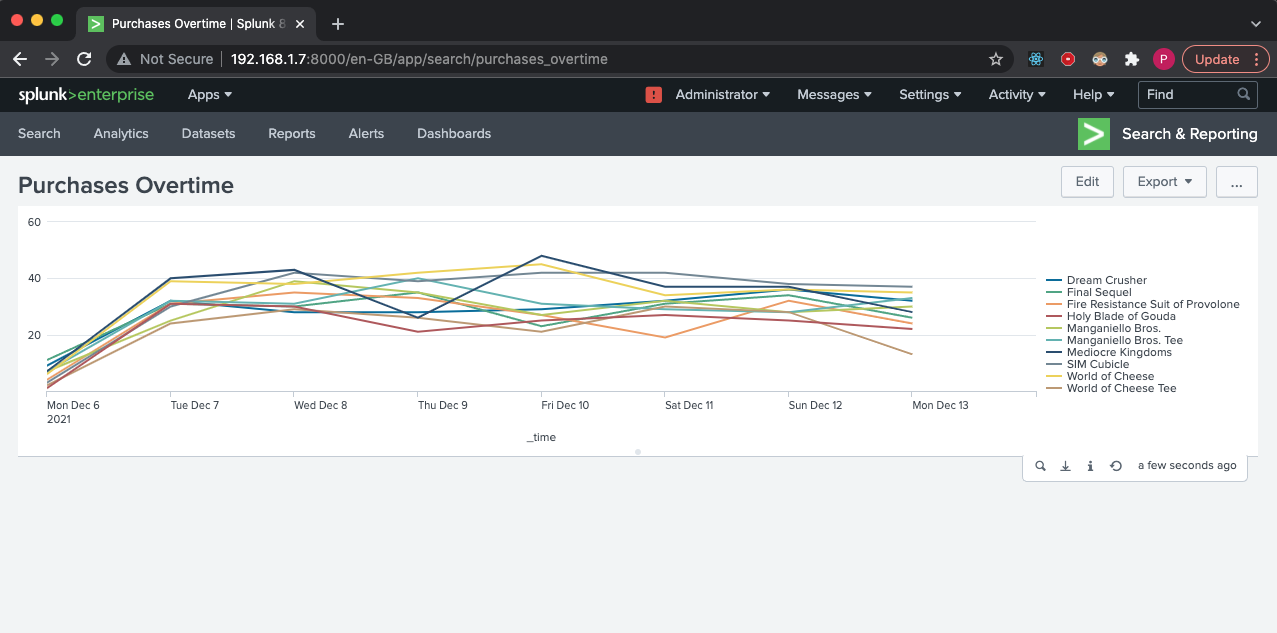 Purchases Overtime | Splunk 8
Not Secure | 192.168.1.7:8000/en-GB/app/search/purchases_overtime
P
Update
splunk>enterprise
Apps
!
Administrator
Messages
Settings
Activity
Help
Find
Search
Analytics
Datasets
Reports
Alerts
Dashboards
Search & Reporting
Purchases Overtime
Edit
Export
...
60
40
20
Mon Dec 6
2021
Tue Dec 7
Wed Dec 8
Thu Dec 9
Fri Dec 10
Sat Dec 11
Sun Dec 12
Mon Dec 13
_time
Dream Crusher
Final Sequel
Fire Resistance Suit of Provolone
Holy Blade of Gouda
Manganiello Bros.
Manganiello Bros. Tee
Mediocre Kingdoms
SIM Cubicle
World of Cheese
World of Cheese Tee
a few seconds ago